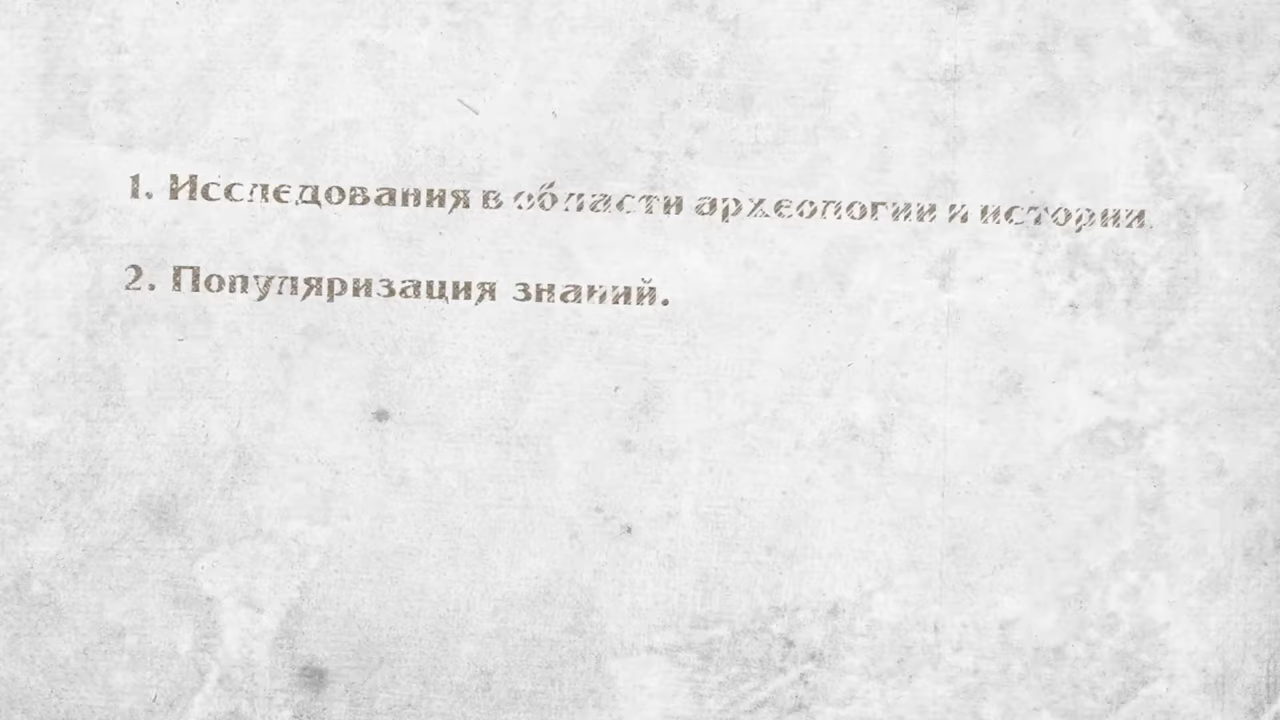 1. Исследования в области археологии и истории.
2. Популяризация знаний.